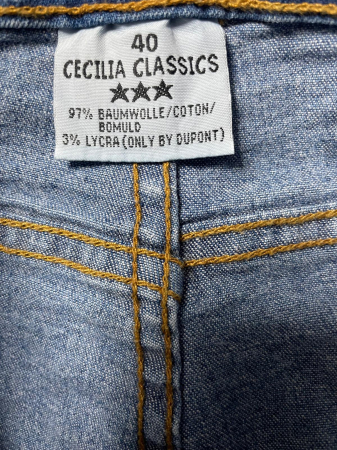 40
CECILIA CLASSICS
97% BAUMWOLLE/COTON/
BOMULD
3% LYCRA (ONLY BY DUPONT)